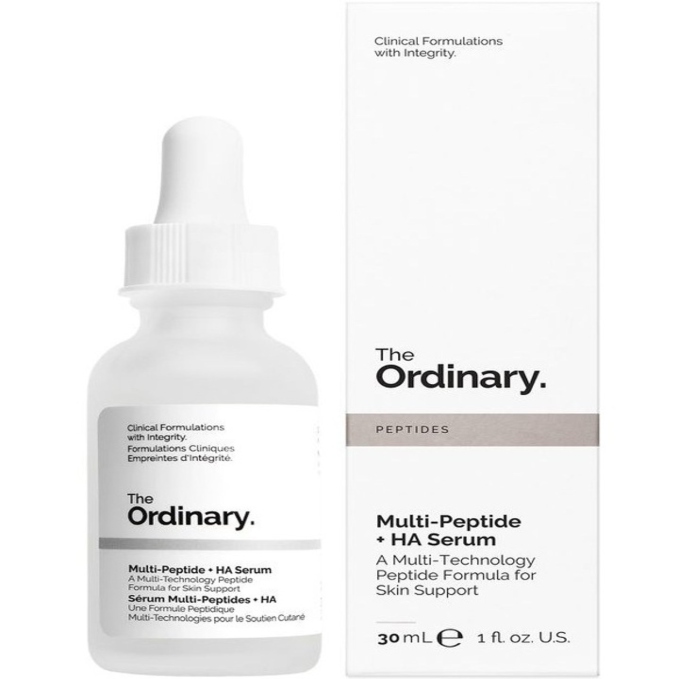 Clinical Formulations
with Integrity.
Formulations Cliniques
Empreintes d'Intégrité.
The
Ordinary.
Multi-Peptide + HA Serum
A Multi-Technology Peptide
Formula for Skin Support
Sérum Multi-Peptides + HA
Une Formule Peptidique
Multi-Technologies pour le Soutien Cutané
Clinical Formulations
with Integrity.
The
Ordinary.
PEPTIDES
Multi-Peptide
+ HA Serum
A Multi-Technology
Peptide Formula for
Skin Support
30 mL ℮ 1 fl. oz. U.S.